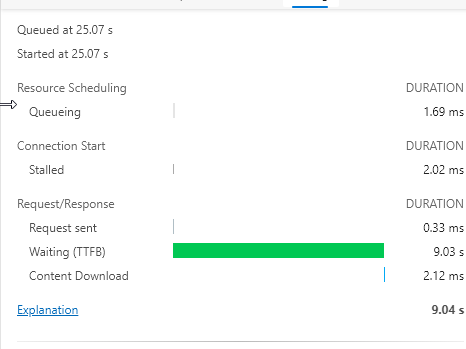 Queued at 25.07 s
Started at 25.07 s
Resource Scheduling DURATION
Queueing 1.69 ms
Connection Start DURATION
Stalled 2.02 ms
Request/Response DURATION
Request sent 0.33 ms
Waiting (TTFB) 9.03 s
Content Download 2.12 ms
Explanation 9.04 s